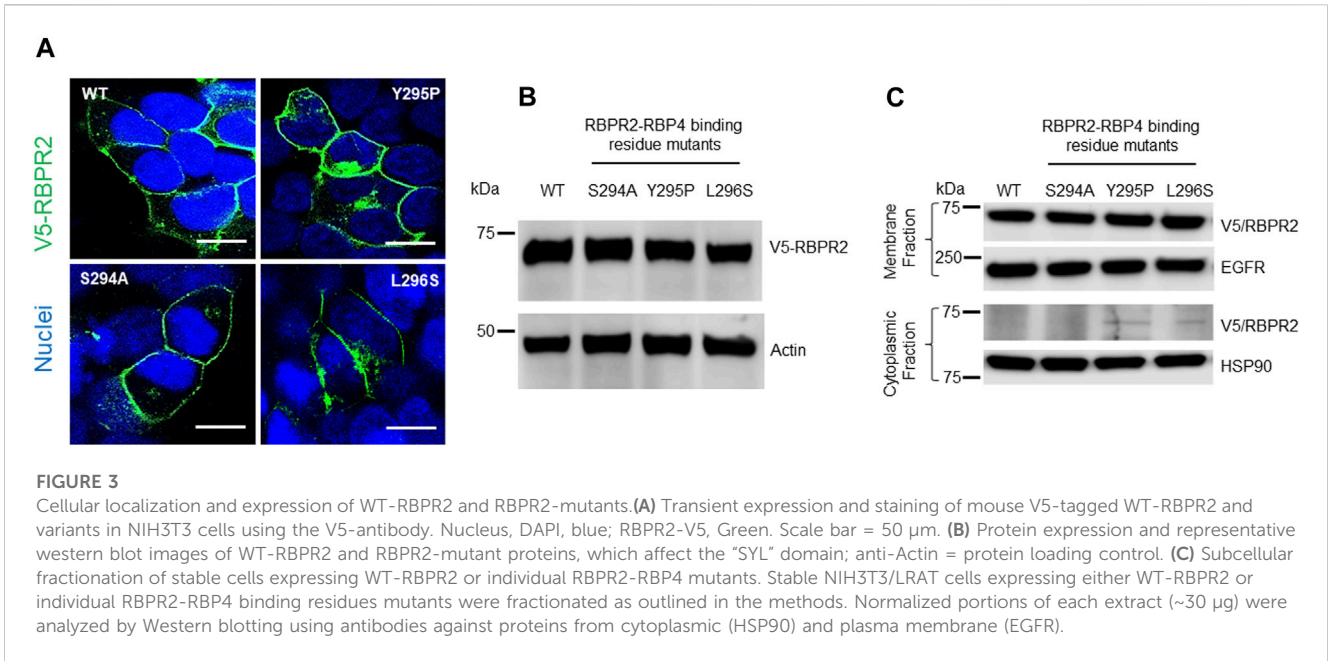 A
V5-RBPR2
Nuclei
WT
Y295P
S294A
L296S
B
RBPR2-RBP4 binding
residue mutants
kDa
WT
S294A
Y295P
L296S
75
V5-RBPR2
50
Actin
C
RBPR2-RBP4 binding
residue mutants
kDa
WT
S294A
Y295P
L296S
Membrane
Fraction
75
V5/RBPR2
250
EGFR
Cytoplasmic
Fraction
75
V5/RBPR2
75
HSP90
FIGURE 3
Cellular localization and expression of WT-RBPR2 and RBPR2-mutants.(A) Transient expression and staining of mouse V5-tagged WT-RBPR2 and
variants in NIH3T3 cells using the V5-antibody. Nucleus, DAPI, blue; RBPR2-V5, Green. Scale bar = 50 µm. (B) Protein expression and representative
western blot images of WT-RBPR2 and RBPR2-mutant proteins, which affect the “SYL” domain; anti-Actin = protein loading control. (C) Subcellular
fractionation of stable cells expressing WT-RBPR2 or individual RBPR2-RBP4 mutants. Stable NIH3T3/LRAT cells expressing either WT-RBPR2 or
individual RBPR2-RBP4 binding residues mutants were fractionated as outlined in the methods. Normalized portions of each extract (~30 µg) were
analyzed by Western blotting using antibodies against proteins from cytoplasmic (HSP90) and plasma membrane (EGFR).